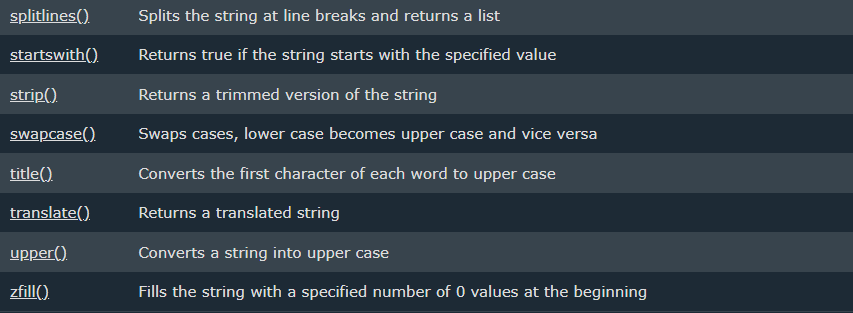 splitlines() Splits the string at line breaks and returns a list
startswith() Returns true if the string starts with the specified value
strip() Returns a trimmed version of the string
swapcase() Swaps cases, lower case becomes upper case and vice versa
title() Converts the first character of each word to upper case
translate() Returns a translated string
upper() Converts a string into upper case
zfill() Fills the string with a specified number of 0 values at the beginning